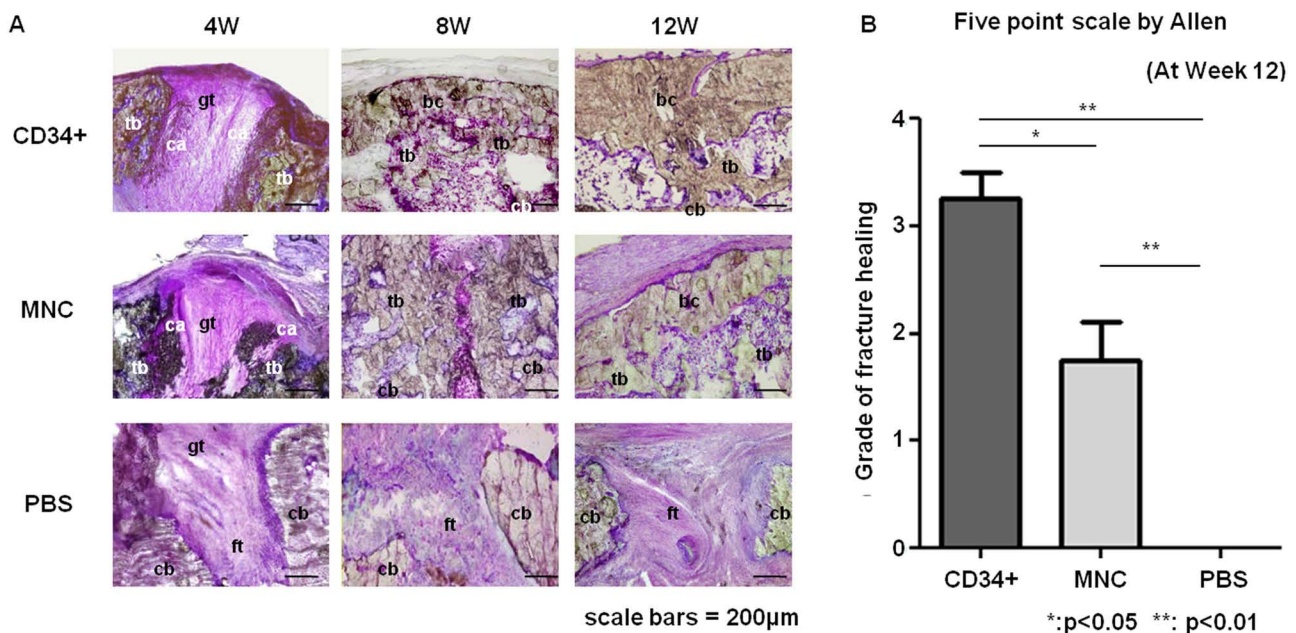 A
4W
8W
12W
CD34+
gt
tb
ca
ca
tb
bc
tb
tb
cb
bc
tb
cb
MNC
ca
gt
ca
tb
tb
tb
tb
cb
cb
bc
tb
tb
PBS
gt
cb
ft
cb
cb
ft
cb
cb
ft
cb
scale bars = 200μm
B
Five point scale by Allen
(At Week 12)
**
*
**
Grade of fracture healing
4
3
2
1
0
CD34+
MNC
PBS
*:p<0.05 **: p<0.01